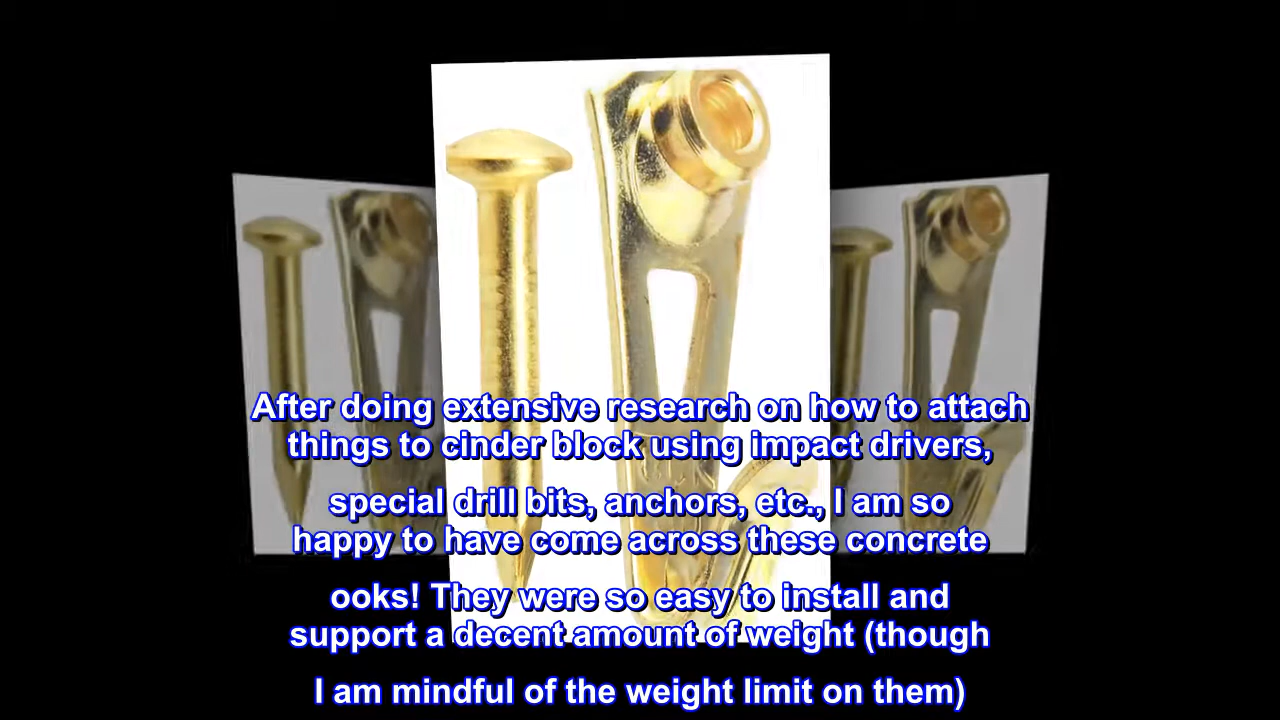 After doing extensive research on how to attach
things to cinder block using impact drivers,
special drill bits, anchors, etc., I am so
happy to have come across these concrete
ooks! They were so easy to install and
support a decent amount of weight (though
I am mindful of the weight limit on them)